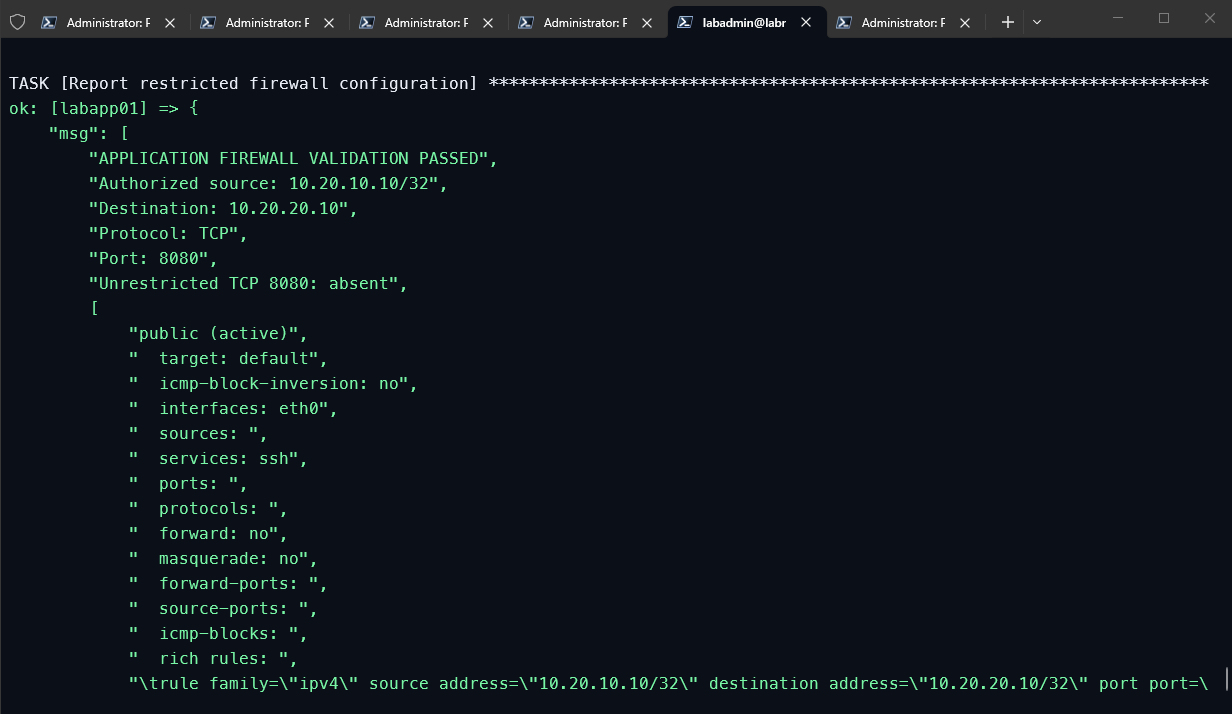 Administrator: F
Administrator: F
Administrator: F
Administrator: F
labadmin@labr
Administrator: F
TASK [Report restricted firewall configuration] ************************************************************************
ok: [labapp01] => {
    "msg": [
        "APPLICATION FIREWALL VALIDATION PASSED",
        "Authorized source: 10.20.10.10/32",
        "Destination: 10.20.20.10",
        "Protocol: TCP",
        "Port: 8080",
        "Unrestricted TCP 8080: absent",
        [
            "public (active)",
            "  target: default",
            "  icmp-block-inversion: no",
            "  interfaces: eth0",
            "  sources: ",
            "  services: ssh",
            "  ports: ",
            "  protocols: ",
            "  forward: no",
            "  masquerade: no",
            "  forward-ports: ",
            "  source-ports: ",
            "  icmp-blocks: ",
            "  rich rules: ",
            "\trule family=\"ipv4\" source address=\"10.20.10.10/32\" destination address=\"10.20.20.10/32\" port port=\